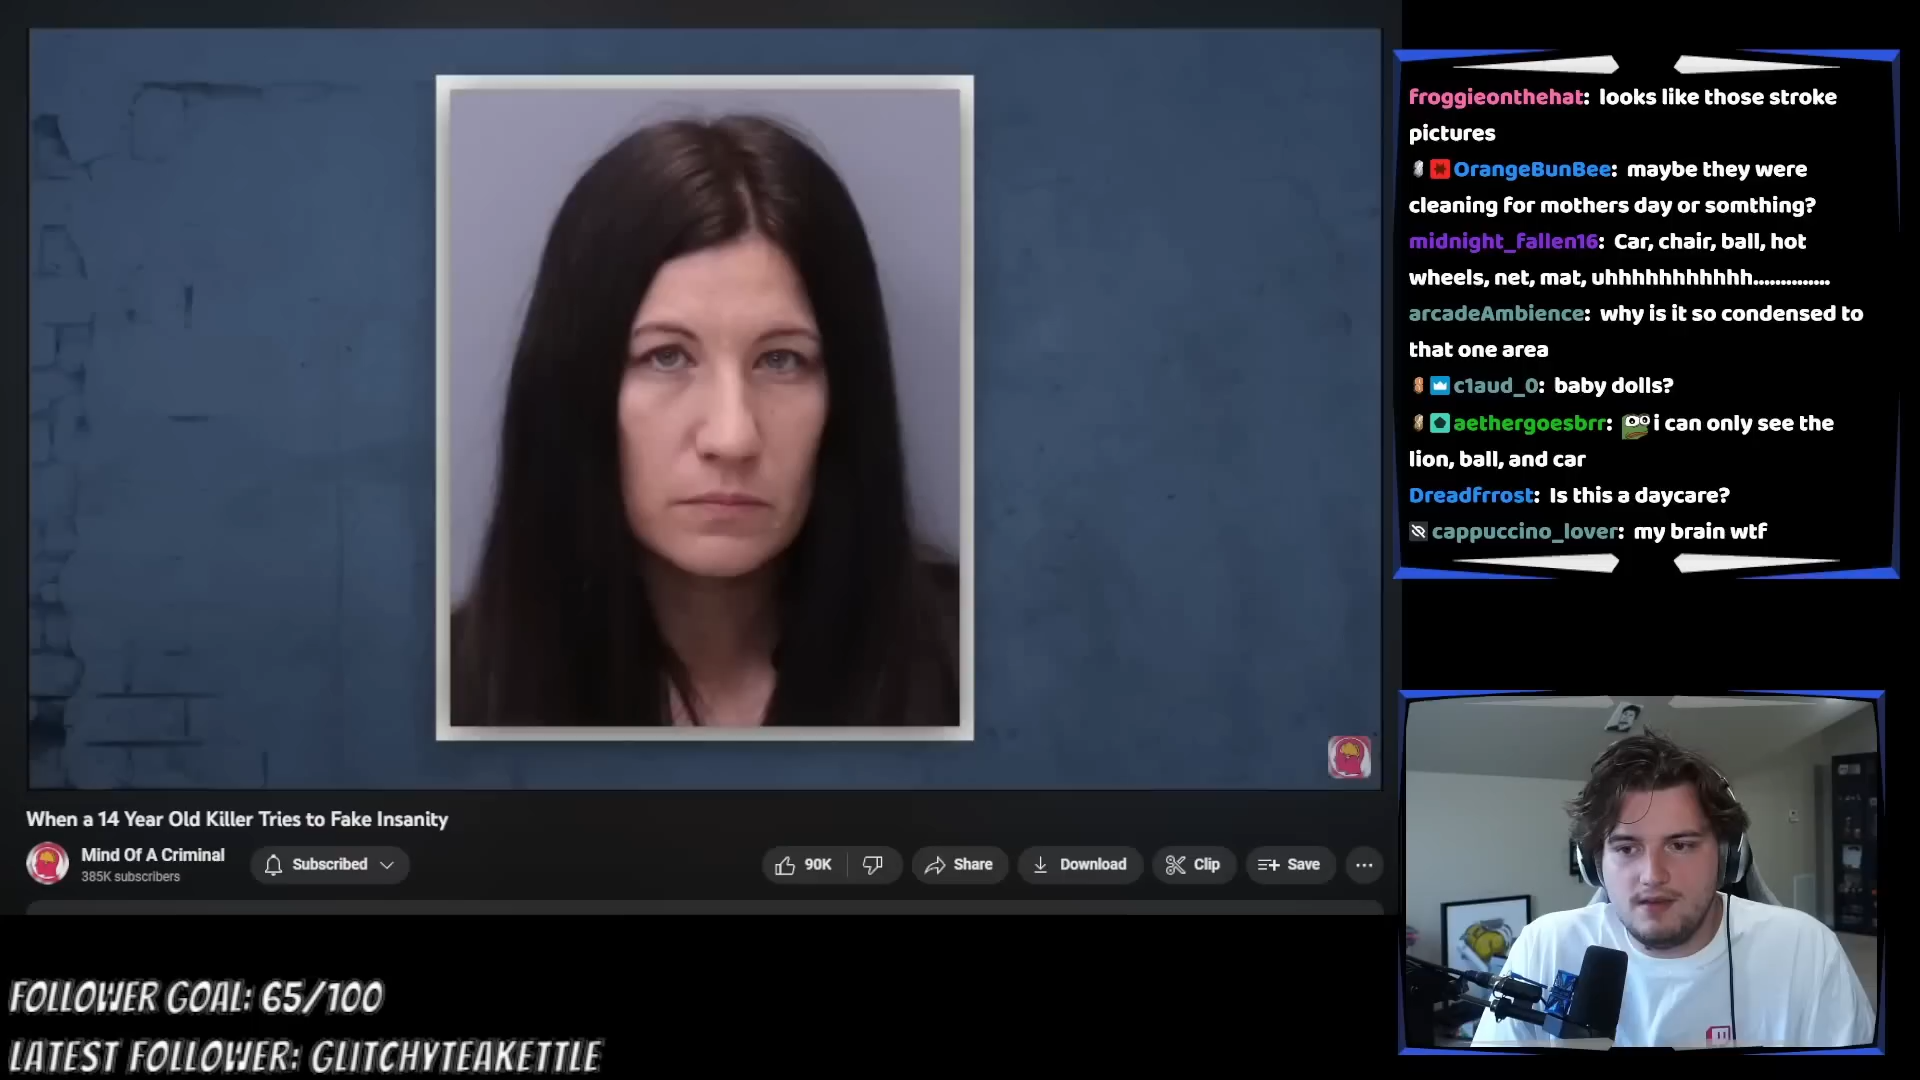 froggieonthehat: looks like those stroke
pictures
OrangeBunBee: maybe they were
cleaning for mothers day or somthing?
midnight_fallen16: Car, chair, ball, hot
wheels, net, mat, uhhhhhhhhhhh..............
arcadeAmbience: why is it so condensed to
that one area
c1aud_0: baby dolls?
aethergoesbrr: i can only see the
lion, ball, and car
Dreadfrrost: Is this a daycare?
cappuccino_lover: my brain wtf
When a 14 Year Old Killer Tries to Fake Insanity
Mind Of A Criminal
385K subscribers
Subscribed
90K
Share
Download
Clip
Save
FOLLOWER GOAL: 65/100
LATEST FOLLOWER: GLITCHYTEAKETTLE